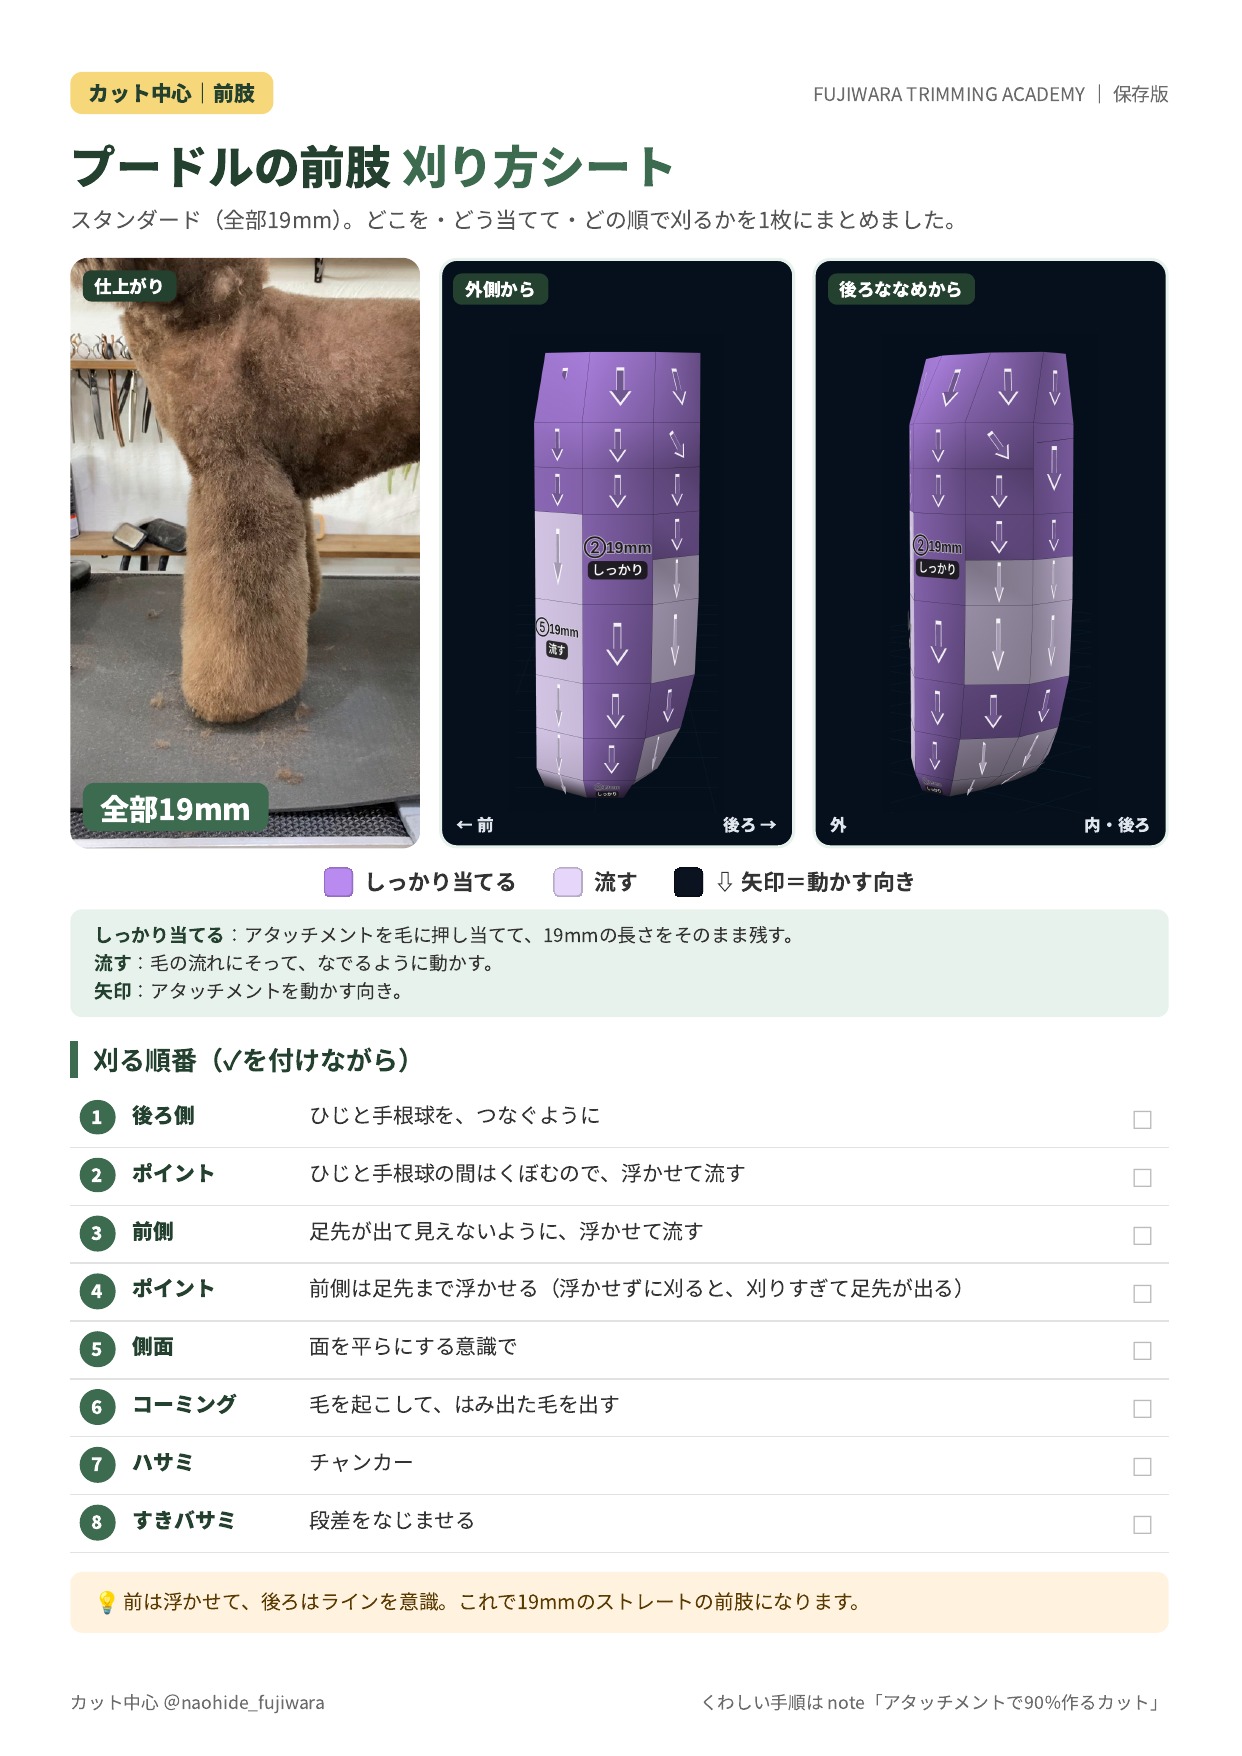 カット中心｜前肢
FUJIWARA TRIMMING ACADEMY ｜ 保存版
プードルの前肢 刈り方シート
スタンダード（全部19mm）。どこを・どう当てて・どの順で刈るかを1枚にまとめました。
仕上がり
全部19mm
外側から
②19mm
しっかり
⑤19mm
流す
しっかり
← 前
後ろ →
後ろななめから
②19mm
しっかり
しっかり
外
内・後ろ
しっかり当てる
流す
⇩ 矢印＝動かす向き
しっかり当てる：アタッチメントを毛に押し当てて、19mmの長さをそのまま残す。
流す：毛の流れにそって、なでるように動かす。
矢印：アタッチメントを動かす向き。
刈る順番（✓を付けながら）
1 後ろ側 ひじと手根球を、つなぐように □
2 ポイント ひじと手根球の間はくぼむので、浮かせて流す □
3 前側 足先が出て見えないように、浮かせて流す □
4 ポイント 前側は足先まで浮かせる（浮かせずに刈ると、刈りすぎて足先が出る） □
5 側面 面を平らにする意識で □
6 コーミング 毛を起こして、はみ出た毛を出す □
7 ハサミ チャンカー □
8 すきバサミ 段差をなじませる □
💡 前は浮かせて、後ろはラインを意識。これで19mmのストレートの前肢になります。
カット中心 @naohide_fujiwara
くわしい手順は note「アタッチメントで90%作るカット」